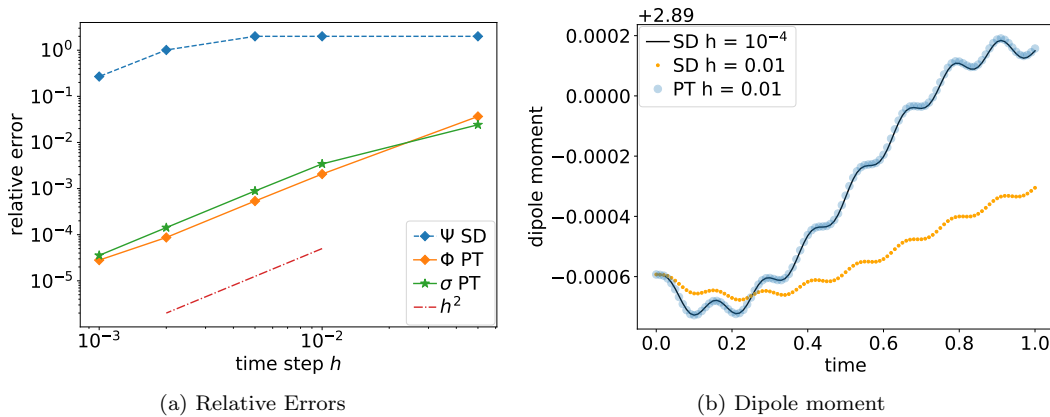 relative error
10⁰
10⁻¹
10⁻²
10⁻³
10⁻⁴
10⁻⁵
Ψ SD
Φ PT
σ PT
h²
10⁻³
10⁻²
time step h
(a) Relative Errors
+2.89
dipole moment
0.0002
0.0000
−0.0002
−0.0004
−0.0006
SD h = 10⁻⁴
SD h = 0.01
PT h = 0.01
0.0 0.2 0.4 0.6 0.8 1.0
time
(b) Dipole moment